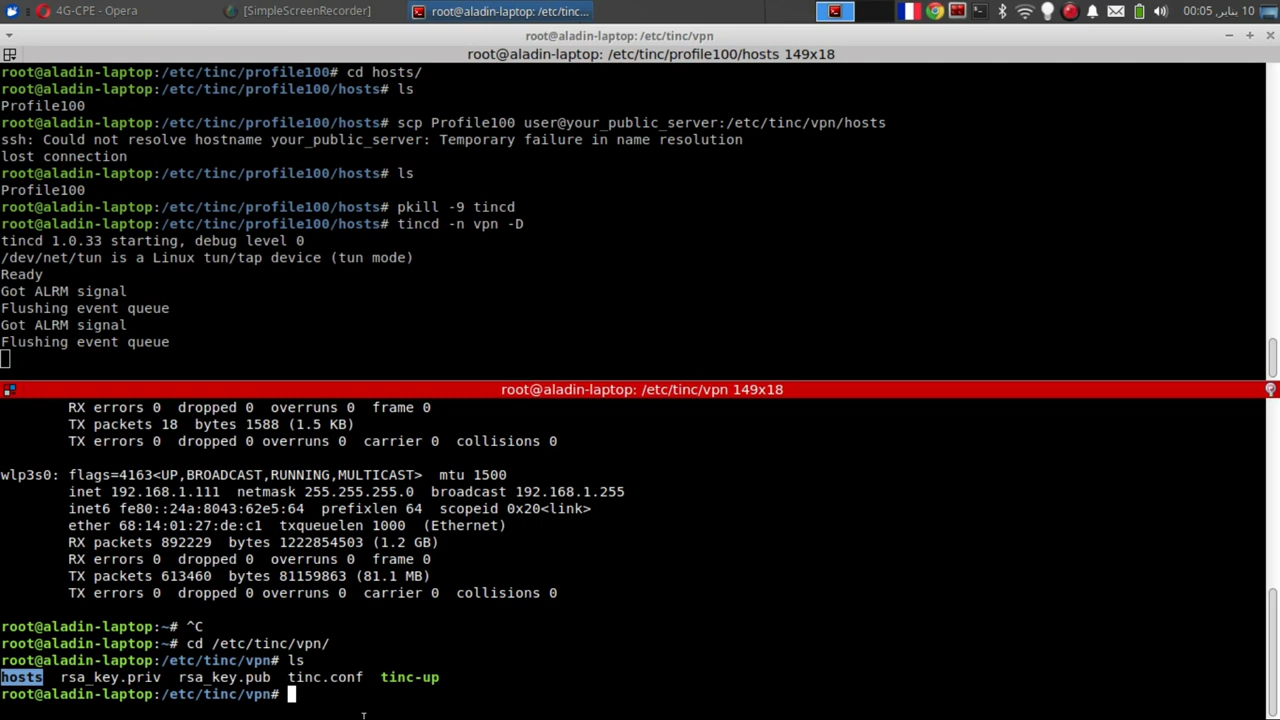 4G-CPE - Opera
[SimpleScreenRecorder]
root@aladin-laptop: /etc/tinc...
10 يناير, 00:05
root@aladin-laptop: /etc/tinc/vpn
root@aladin-laptop: /etc/tinc/profile100/hosts 149x18
root@aladin-laptop:/etc/tinc/profile100# cd hosts/
root@aladin-laptop:/etc/tinc/profile100/hosts# ls
Profile100
root@aladin-laptop:/etc/tinc/profile100/hosts# scp Profile100 user@your_public_server:/etc/tinc/vpn/hosts
ssh: Could not resolve hostname your_public_server: Temporary failure in name resolution
lost connection
root@aladin-laptop:/etc/tinc/profile100/hosts# ls
Profile100
root@aladin-laptop:/etc/tinc/profile100/hosts# pkill -9 tincd
root@aladin-laptop:/etc/tinc/profile100/hosts# tincd -n vpn -D
tincd 1.0.33 starting, debug level 0
/dev/net/tun is a Linux tun/tap device (tun mode)
Ready
Got ALRM signal
Flushing event queue
Got ALRM signal
Flushing event queue
root@aladin-laptop: /etc/tinc/vpn 149x18
RX errors 0  dropped 0  overruns 0  frame 0
TX packets 18  bytes 1588 (1.5 KB)
TX errors 0  dropped 0 overruns 0  carrier 0  collisions 0
wlp3s0: flags=4163<UP,BROADCAST,RUNNING,MULTICAST>  mtu 1500
inet 192.168.1.111  netmask 255.255.255.0  broadcast 192.168.1.255
inet6 fe80::24a:8043:62e5:64  prefixlen 64  scopeid 0x20<link>
ether 68:14:01:27:de:c1  txqueuelen 1000  (Ethernet)
RX packets 892229  bytes 1222854503 (1.2 GB)
RX errors 0  dropped 0  overruns 0  frame 0
TX packets 613460  bytes 81159863 (81.1 MB)
TX errors 0  dropped 0 overruns 0  carrier 0  collisions 0
root@aladin-laptop:~# ^C
root@aladin-laptop:~# cd /etc/tinc/vpn/
root@aladin-laptop:/etc/tinc/vpn# ls
hosts  rsa_key.priv  rsa_key.pub  tinc.conf  tinc-up
root@aladin-laptop:/etc/tinc/vpn#